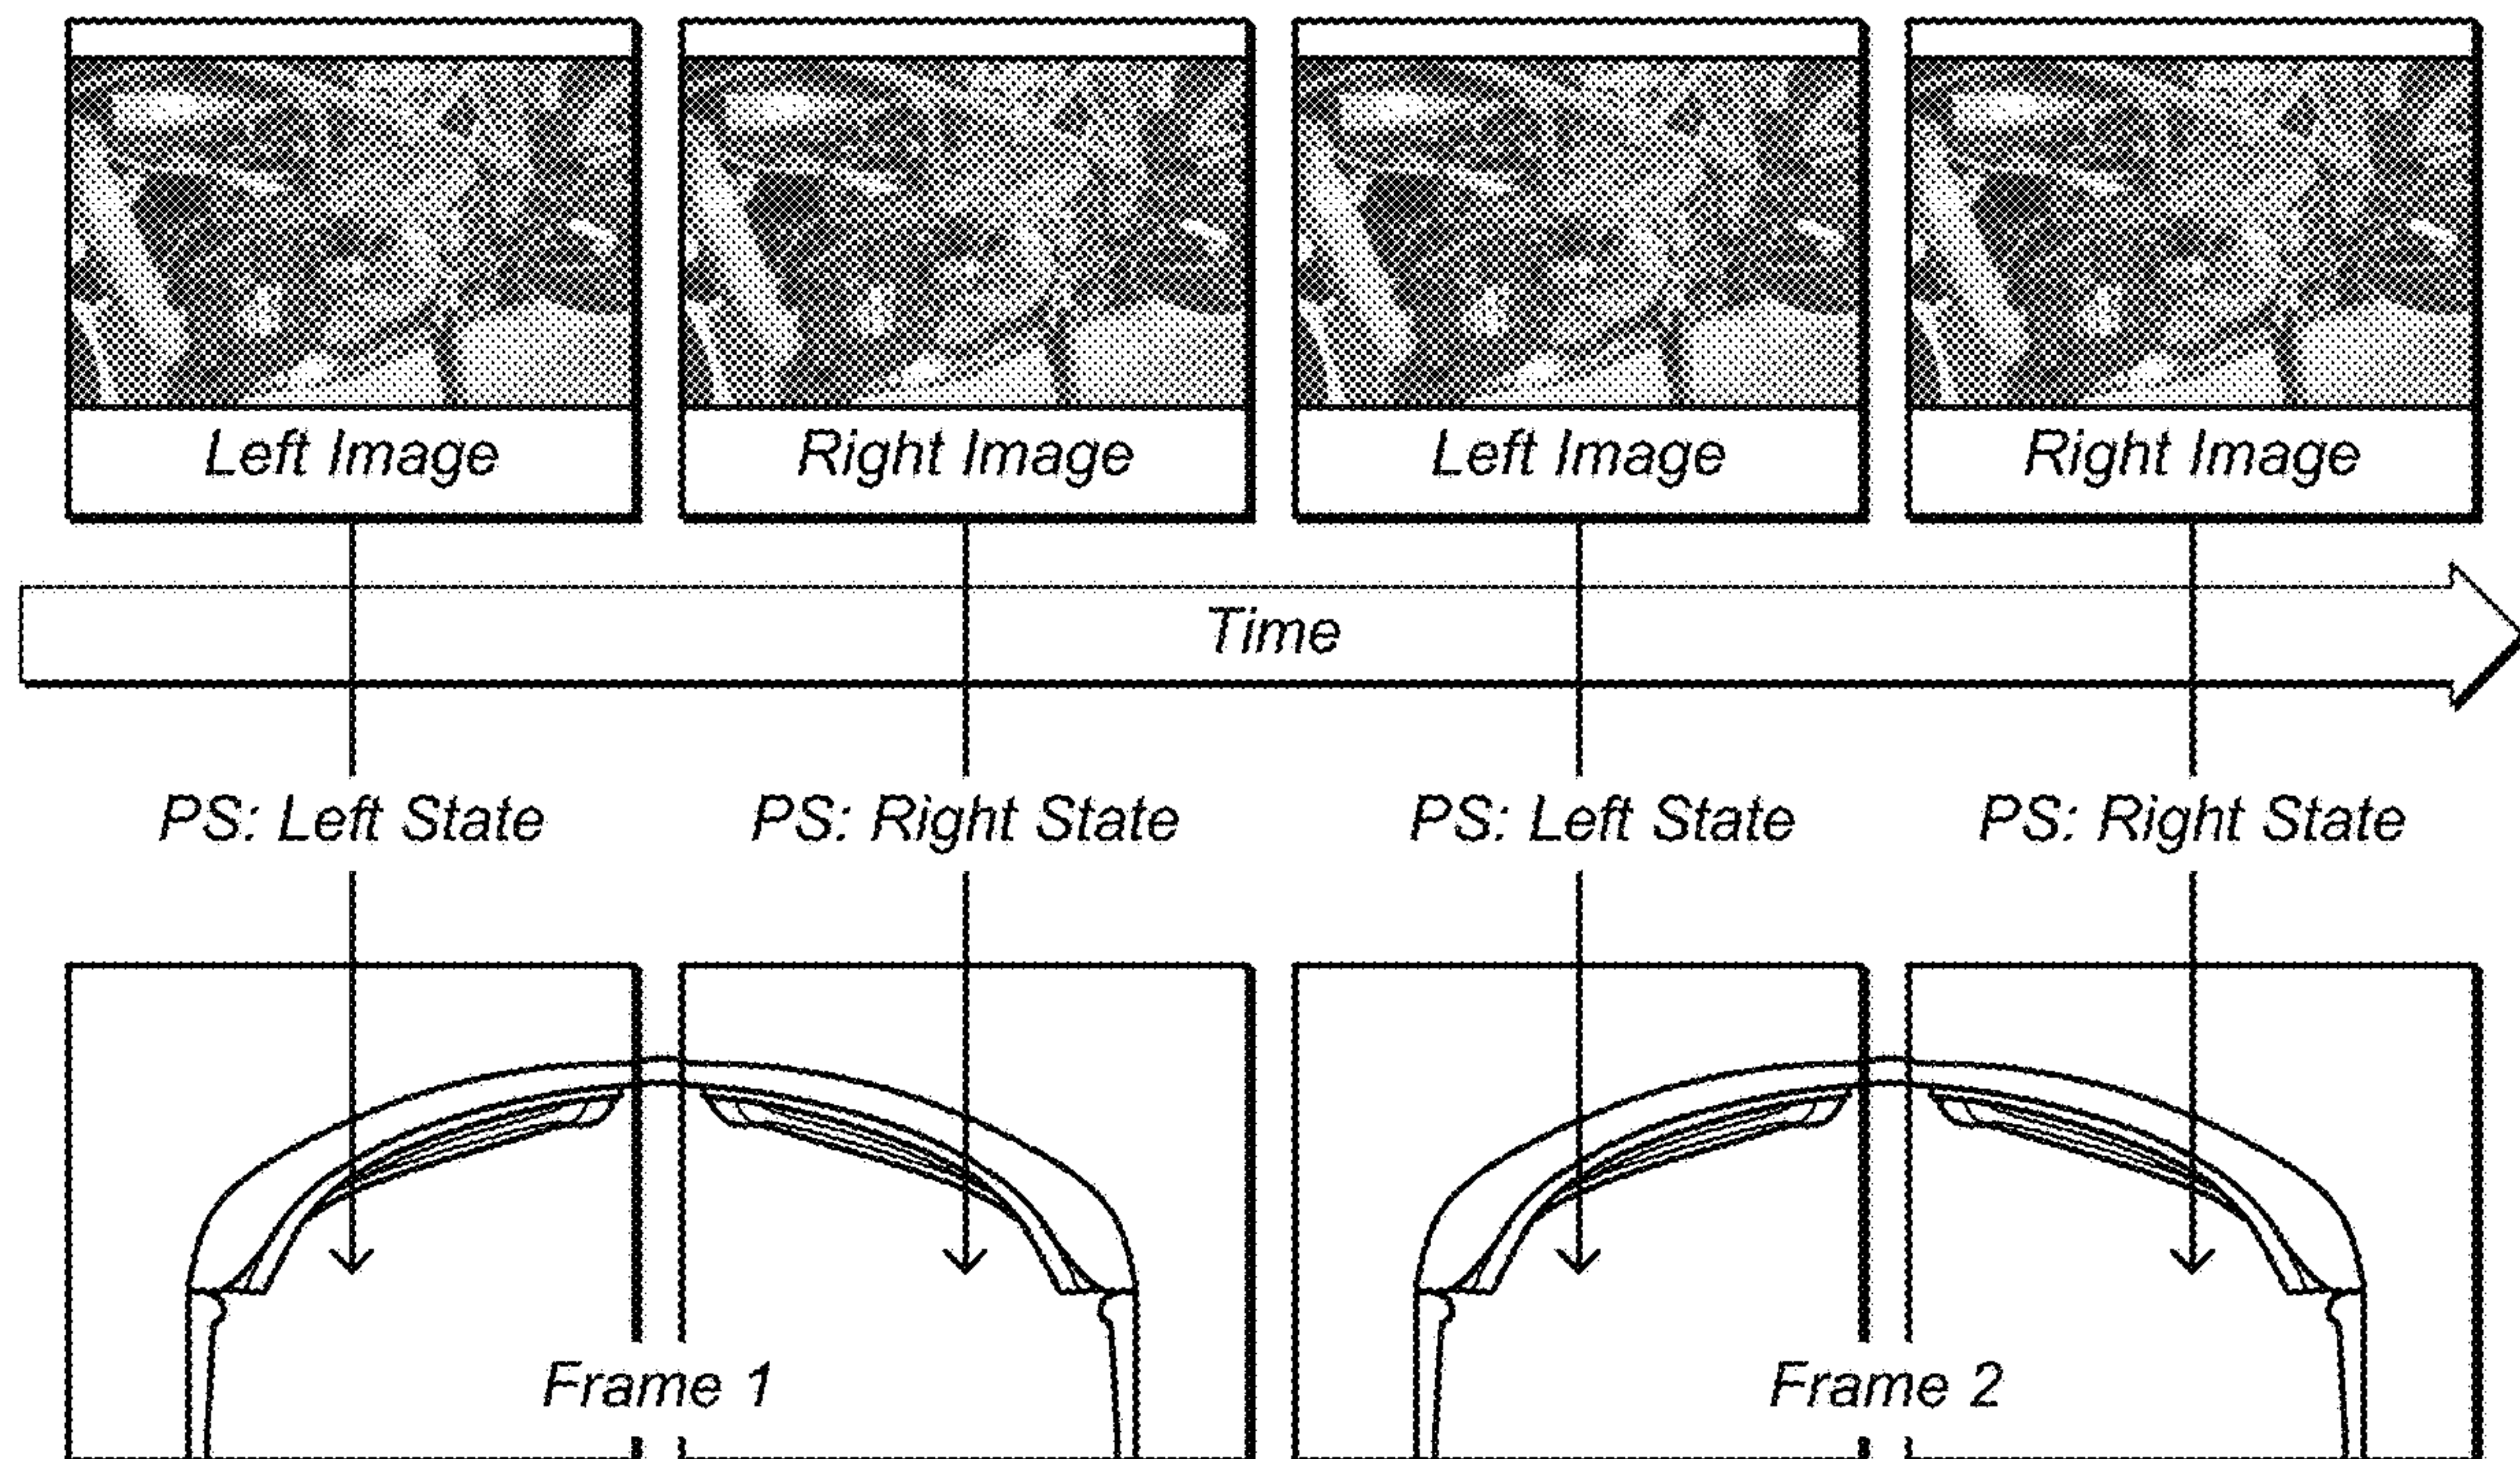 Left Image
Right Image
Left Image
Right Image
Time
PS: Left State
PS: Right State
PS: Left State
PS: Right State
Frame 1
Frame 2